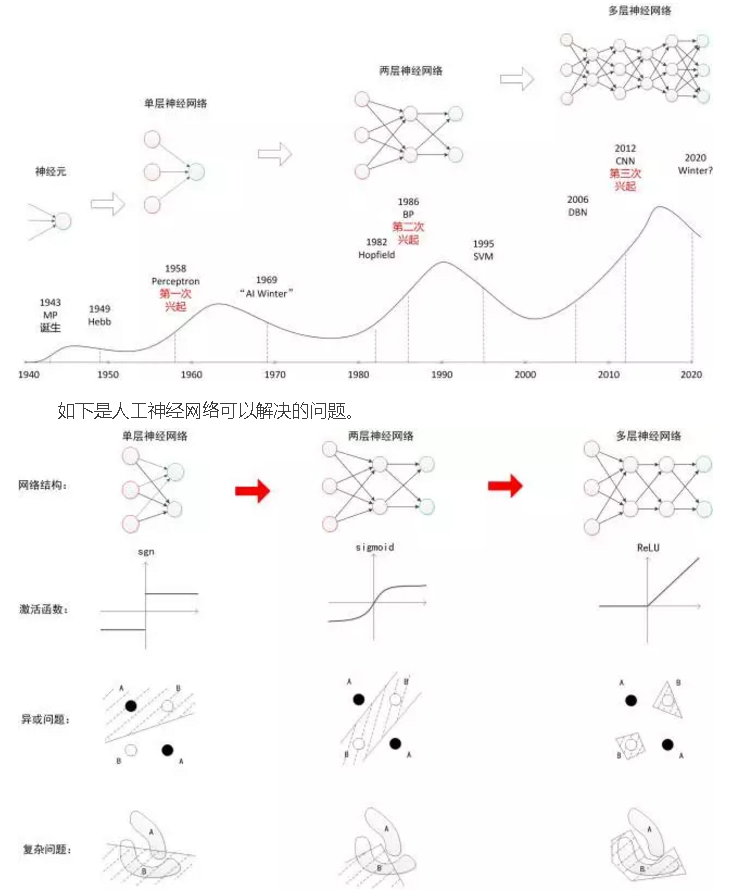 多层神经网络
两层神经网络
单层神经网络
神经元
2012
CNN
第三次
兴起
2020
Winter?
1986
BP
第二次
兴起
2006
DBN
1982
Hopfield
1995
SVM
1958
Perceptron
第一次
兴起
1969
“AI Winter”
1943
MP
诞生
1949
Hebb
1940 1950 1960 1970 1980 1990 2000 2010 2020
如下是人工神经网络可以解决的问题。
单层神经网络 两层神经网络 多层神经网络
网络结构：
sgn sigmoid ReLU
激活函数：
A B A B A B
异或问题：
B A B A B A
A A A
复杂问题：
B B B